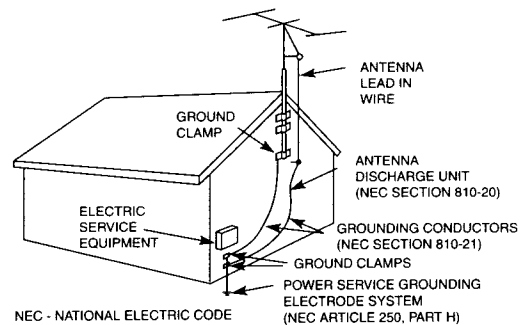 ANTENNA
LEAD IN
WIRE
GROUND
CLAMP
ANTENNA
DISCHARGE UNIT
(NEC SECTION 810-20)
ELECTRIC
SERVICE
EQUIPMENT
GROUNDING CONDUCTORS
(NEC SECTION 810-21)
GROUND CLAMPS
POWER SERVICE GROUNDING
ELECTRODE SYSTEM
(NEC ARTICLE 250, PART H)
NEC - NATIONAL ELECTRIC CODE